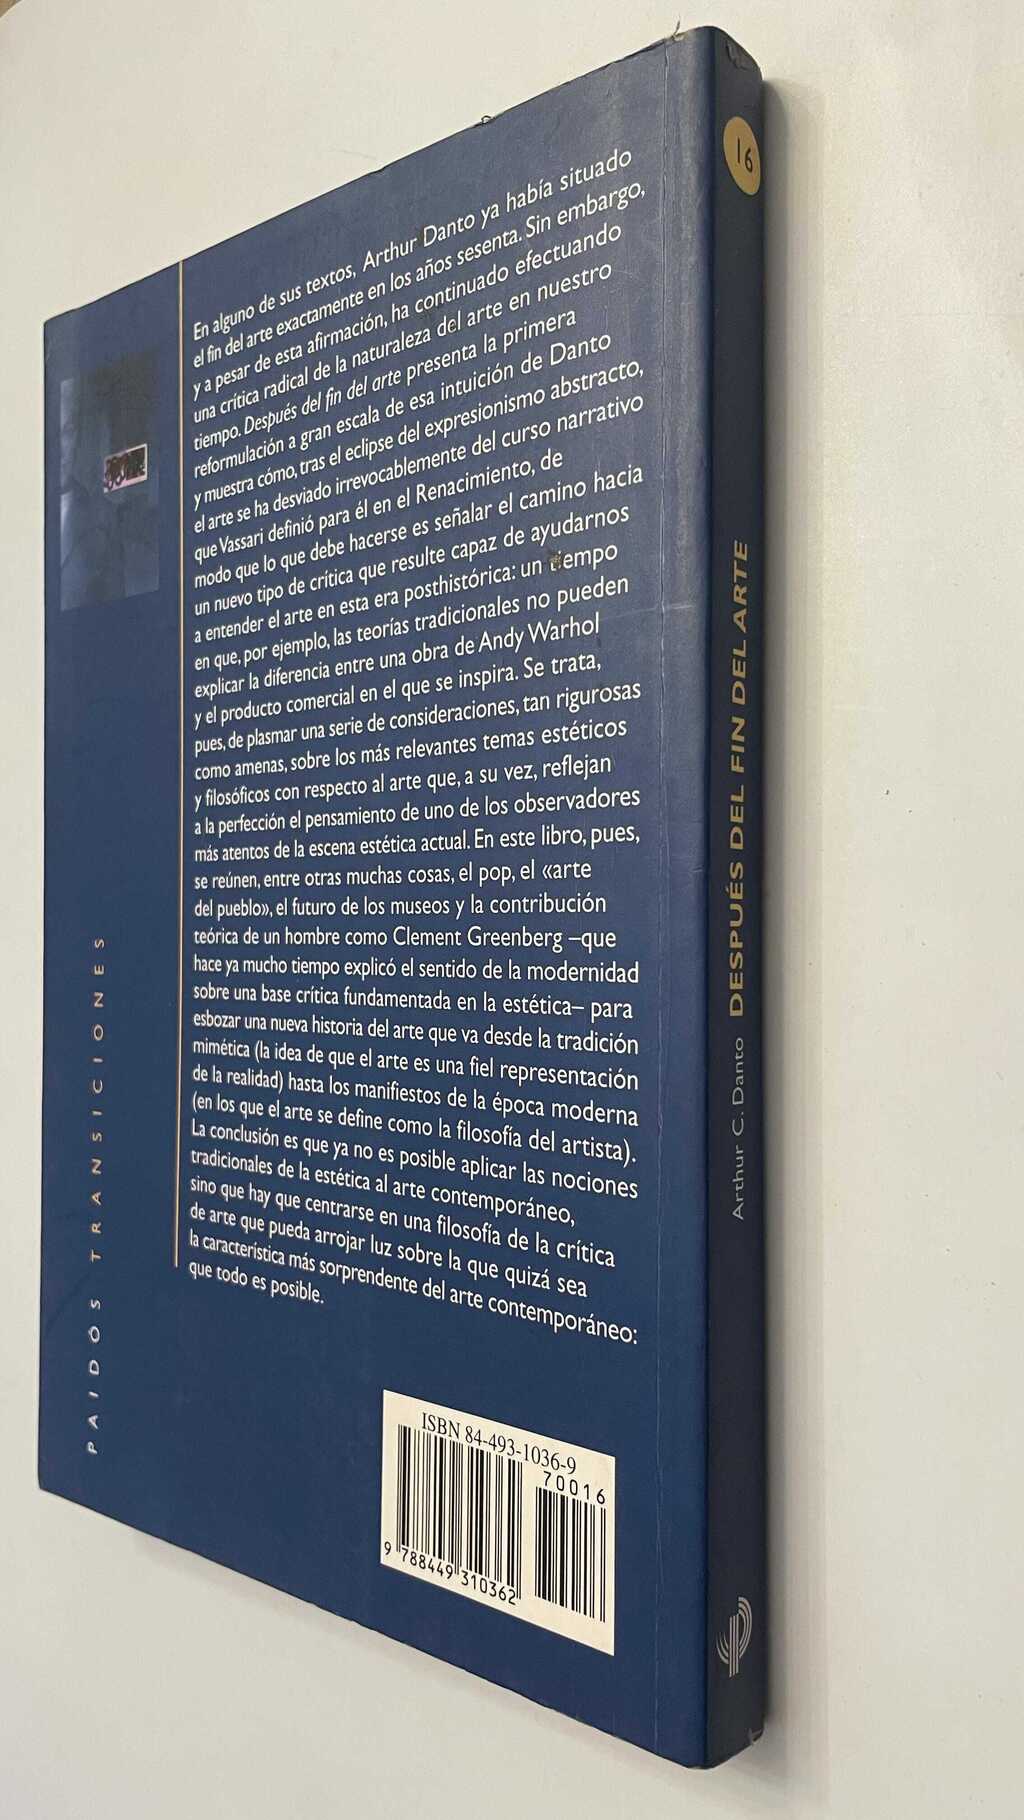 En alguno de sus textos, Arthur Danto ya había situado
el fin del arte exactamente en los años sesenta. Sin embargo,
y a pesar de esta afirmación, ha continuado efectuando
una crítica radical de la naturaleza del arte en nuestro
tiempo. Después del fin del arte presenta la primera
reformulación a gran escala de esa intuición de Danto
y muestra cómo, tras el eclipse del expresionismo abstracto,
el arte se ha desviado irrevocablemente del curso narrativo
que Vassari definió para él en el Renacimiento, de
modo que lo que debe hacerse es señalar el camino hacia
un nuevo tipo de crítica que resulte capaz de ayudarnos
a entender el arte en esta era posthistórica: un tiempo
en que, por ejemplo, las teorías tradicionales no pueden
explicar la diferencia entre una obra de Andy Warhol
y el producto comercial en el que se inspira. Se trata,
pues, de plasmar una serie de consideraciones, tan rigurosas
como amenas, sobre los más relevantes temas estéticos
y filosóficos con respecto al arte que, a su vez, reflejan
a la perfección el pensamiento de uno de los observadores
más atentos de la escena estética actual. En este libro, pues,
se reúnen, entre otras muchas cosas, el pop, el «arte
del pueblo», el futuro de los museos y la contribución
teórica de un hombre como Clement Greenberg –que
hace ya mucho tiempo explicó el sentido de la modernidad
sobre una base crítica fundamentada en la estética– para
esbozar una nueva historia del arte que va desde la tradición
mimética (la idea de que el arte es una fiel representación
de la realidad) hasta los manifiestos de la época moderna
(en los que el arte se define como la filosofía del artista).
La conclusión es que ya no es posible aplicar las nociones
tradicionales de la estética al arte contemporáneo,
sino que hay que centrarse en una filosofía de la crítica
de arte que pueda arrojar luz sobre la que quizá sea
la característica más sorprendente del arte contemporáneo:
que todo es posible.
PAIDÓS TRANSICIONES
ISBN 84-493-1036-9
70016
9 788449 310362
16
Arthur C. Danto DESPUÉS DEL FIN DEL ARTE